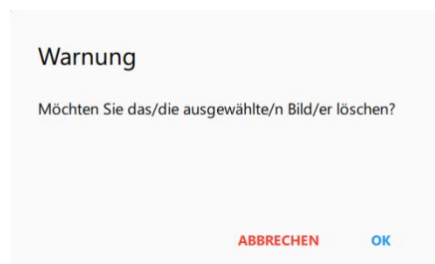 Warnung
Möchten Sie das/die ausgewählte/n Bild/er löschen?
ABBRECHEN OK